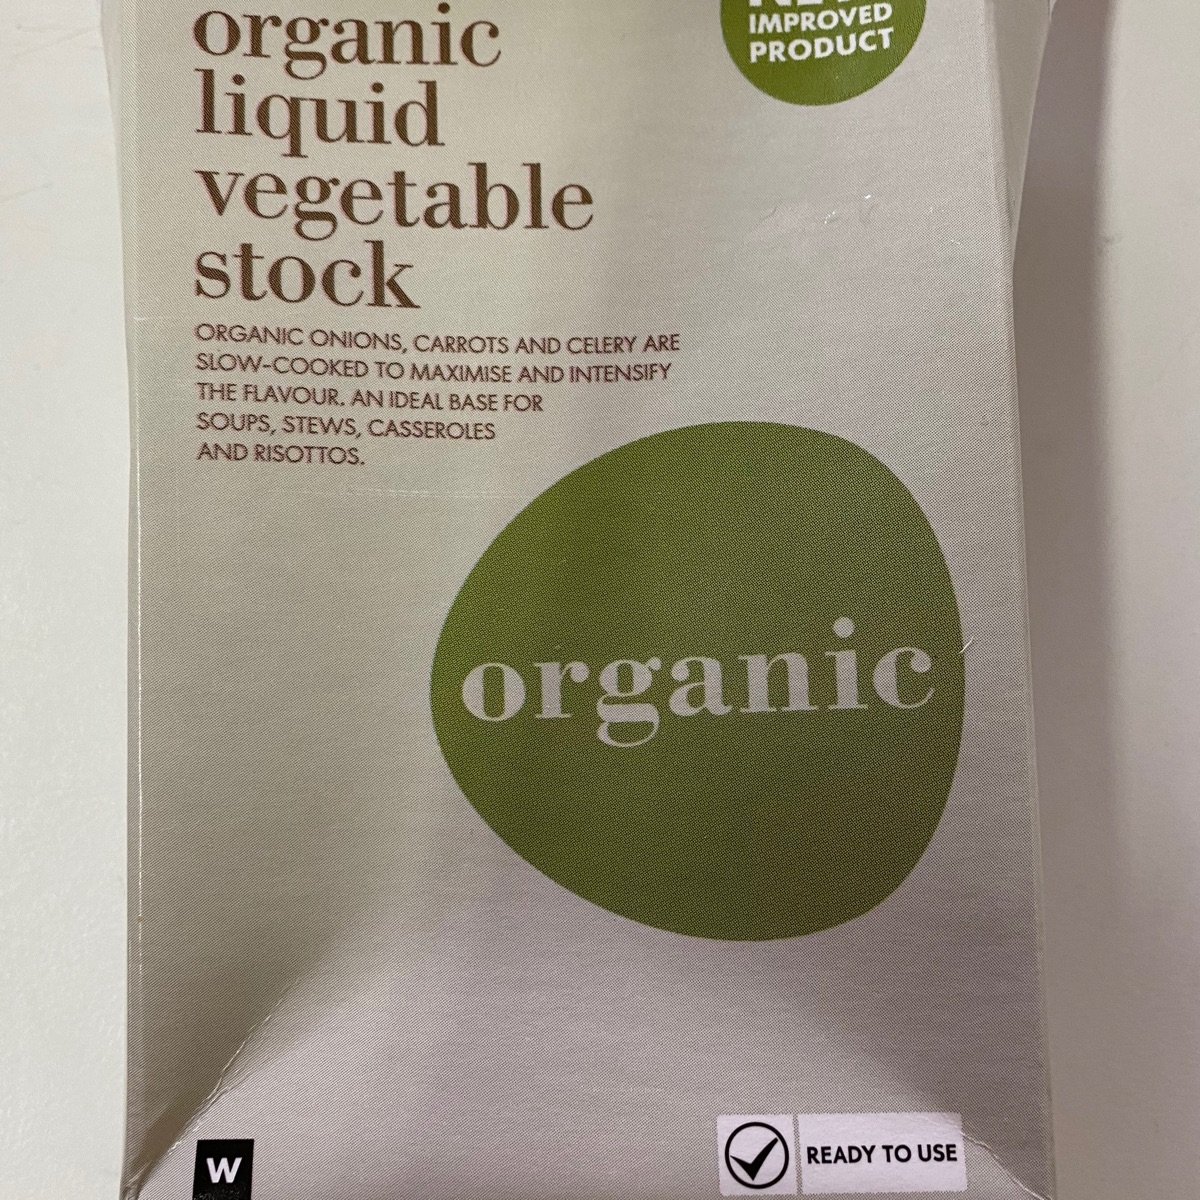 organic
liquid
vegetable
stock
IMPROVED
PRODUCT
ORGANIC ONIONS, CARROTS AND CELERY ARE
SLOW-COOKED TO MAXIMISE AND INTENSIFY
THE FLAVOUR. AN IDEAL BASE FOR
SOUPS, STEWS, CASSEROLES
AND RISOTTOS.
organic
W
READY TO USE